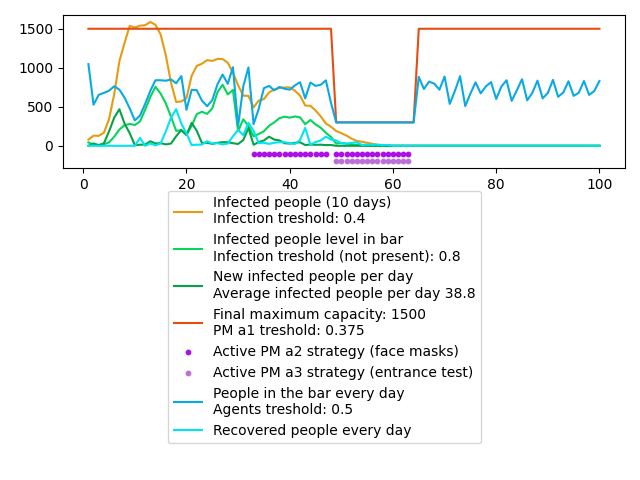 1500
1000
500
0
0 20 40 60 80 100
Infected people (10 days)
Infection treshold: 0.4
Infected people level in bar
Infection treshold (not present): 0.8
New infected people per day
Average infected people per day 38.8
Final maximum capacity: 1500
PM a1 treshold: 0.375
Active PM a2 strategy (face masks)
Active PM a3 strategy (entrance test)
People in the bar every day
Agents treshold: 0.5
Recovered people every day